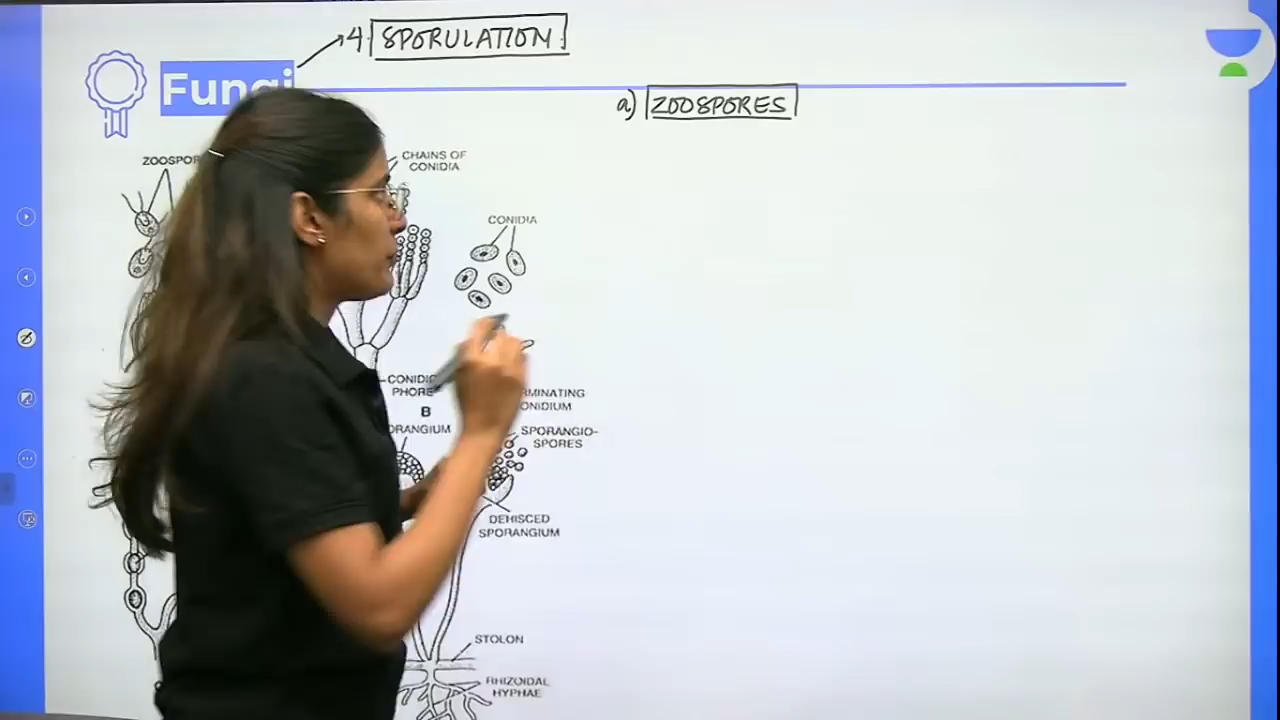 4 SPORULATION
Fungi
a) ZOOSPORES
CHAINS OF
CONIDIA
CONIDIA
B
SPORANGIO-
SPORES
DEHISCED
SPORANGIUM
STOLON
RHIZOIDAL
HYPHAE